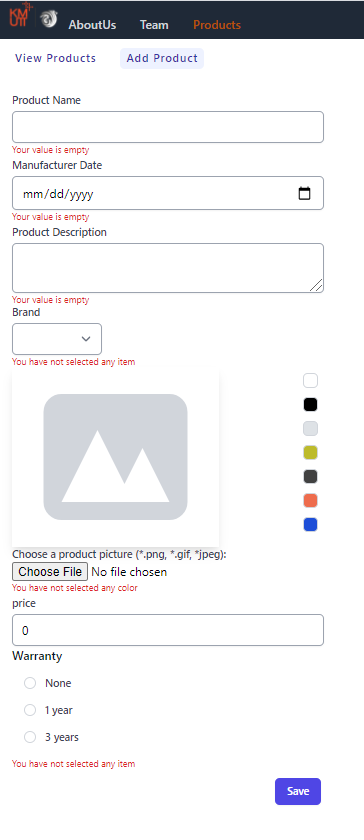 KM
UTT
AboutUs Team Products
View Products Add Product
Product Name
Your value is empty
Manufacturer Date
mm/dd/yyyy
Your value is empty
Product Description
Your value is empty
Brand
You have not selected any item
Choose a product picture (*.png, *.gif, *jpeg):
Choose File No file chosen
You have not selected any color
price
0
Warranty
None
1 year
3 years
You have not selected any item
Save